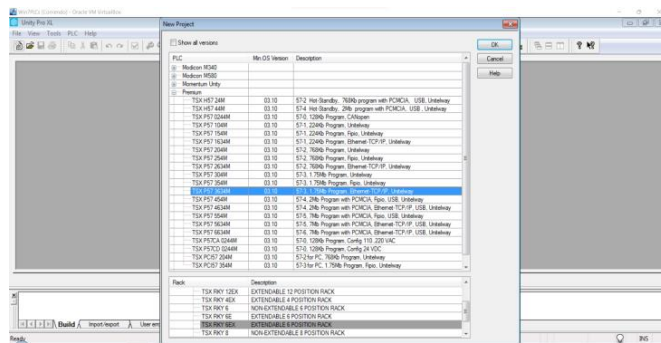 Win7PLCs (Connected) - Oracle VM VirtualBox
Unity Pro XL
File View Tools PLC Help
New Project
Show all versions
OK
Cancel
Help
PLC Min.OS Version Description
Modicon M340
Modicon M580
Momentum Unity
Premium
TSX H57 24M 03.10 57-2 Hot Standby, 768Kb program with PCMCIA, USB, Unitelway
TSX H57 44M 03.10 57-4 Hot Standby, 2Mb program with PCMCIA, USB, Unitelway
TSX P57 0244M 03.10 57-0, 128Kb Program, CANopen
TSX P57 104M 03.10 57-1, 224Kb Program, Unitelway
TSX P57 154M 03.10 57-1, 224Kb Program, Fipio, Unitelway
TSX P57 1634M 03.10 57-1, 224Kb Program, Ethernet-TCP/IP, Unitelway
TSX P57 204M 03.10 57-2, 768Kb Program, Unitelway
TSX P57 254M 03.10 57-2, 768Kb Program, Fipio, Unitelway
TSX P57 2634M 03.10 57-2, 768Kb Program, Ethernet-TCP/IP, Unitelway
TSX P57 304M 03.10 57-3, 1.75Mb Program, Unitelway
TSX P57 354M 03.10 57-3, 1.75Mb Program, Fipio, Unitelway
TSX P57 3634M 03.10 57-3, 1.75Mb Program, Ethernet-TCP/IP, Unitelway
TSX P57 454M 03.10 57-4, 2Mb Program with PCMCIA, Fipio, USB, Unitelway
TSX P57 4634M 03.10 57-4, 2Mb Program with PCMCIA, Ethernet-TCP/IP, USB, Unitelway
TSX P57 554M 03.10 57-5, 7Mb Program with PCMCIA, Fipio, USB, Unitelway
TSX P57 5634M 03.10 57-5, 7Mb Program with PCMCIA, Ethernet-TCP/IP, USB, Unitelway
TSX P57 6634M 03.10 57-6, 7Mb Program with PCMCIA, Ethernet-TCP/IP, USB, Unitelway
TSX P57CA 0244M 03.10 57-0, 128Kb Program, Config 110..220 VAC
TSX P57CD 0244M 03.10 57-0, 128Kb Program, Config 24 VDC
TSX PCI57 204M 03.10 57-2 for PC, 768Kb Program, Unitelway
TSX PCI57 354M 03.10 57-3 for PC, 1.75Mb Program, Fipio, Unitelway
Rack Description
TSX RKY 12EX EXTENDABLE 12 POSITION RACK
TSX RKY 4EX EXTENDABLE 4 POSITION RACK
TSX RKY 6 NON-EXTENDABLE 6 POSITION RACK
TSX RKY 6E EXTENDABLE 6 POSITION RACK
TSX RKY 6EX EXTENDABLE 6 POSITION RACK
TSX RKY 8 NON-EXTENDABLE 8 POSITION RACK
Build Import/export User err
Ready
INS